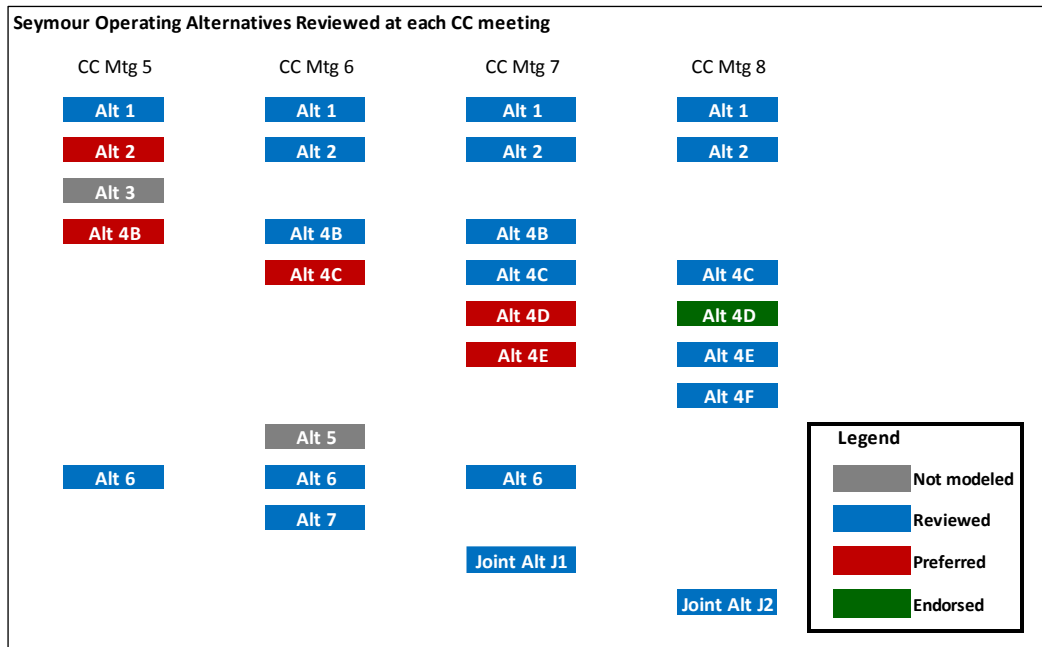 Seymour Operating Alternatives Reviewed at each CC meeting
CC Mtg 5 CC Mtg 6 CC Mtg 7 CC Mtg 8
Alt 1 Alt 1 Alt 1 Alt 1
Alt 2 Alt 2 Alt 2 Alt 2
Alt 3
Alt 4B Alt 4B Alt 4B
Alt 4C Alt 4C Alt 4C
Alt 4D Alt 4D
Alt 4E Alt 4E
Alt 4F
Alt 5
Alt 6 Alt 6 Alt 6
Alt 7
Joint Alt J1
Joint Alt J2
Legend
Not modeled
Reviewed
Preferred
Endorsed